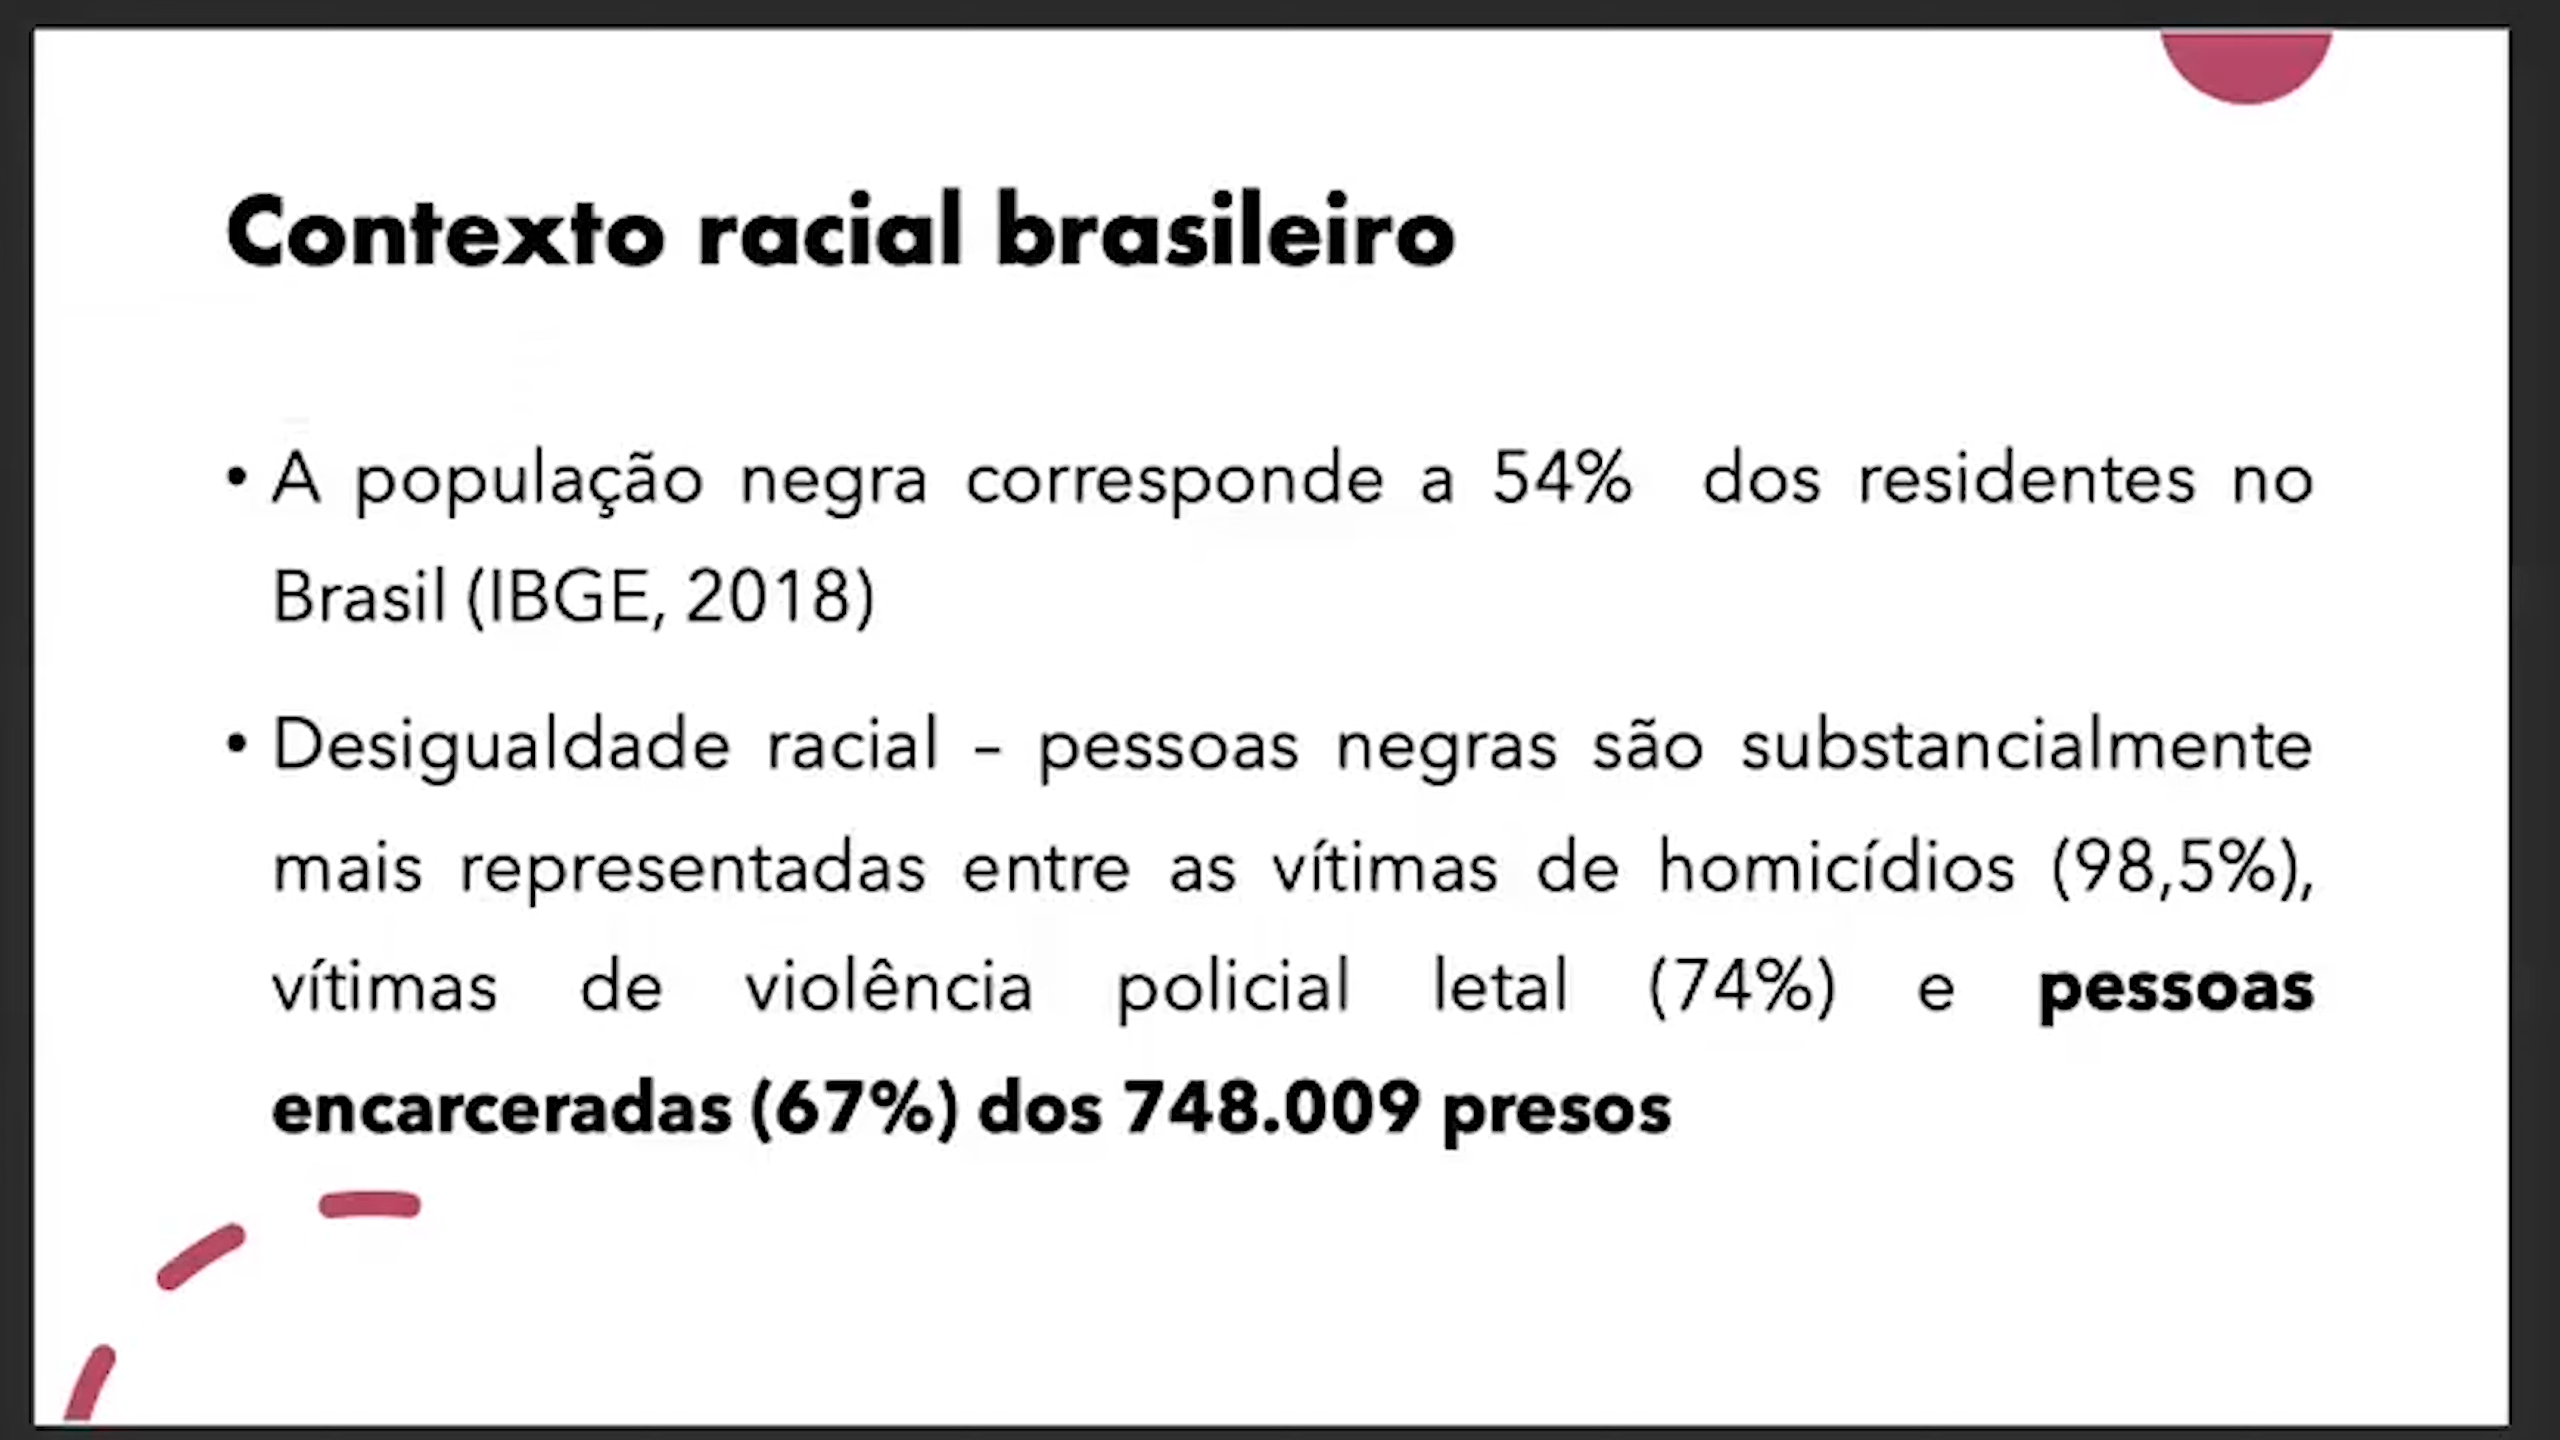 Contexto racial brasileiro
• A população negra corresponde a 54% dos residentes no
Brasil (IBGE, 2018)
• Desigualdade racial – pessoas negras são substancialmente
mais representadas entre as vítimas de homicídios (98,5%),
vítimas de violência policial letal (74%) e pessoas
encarceradas (67%) dos 748.009 presos